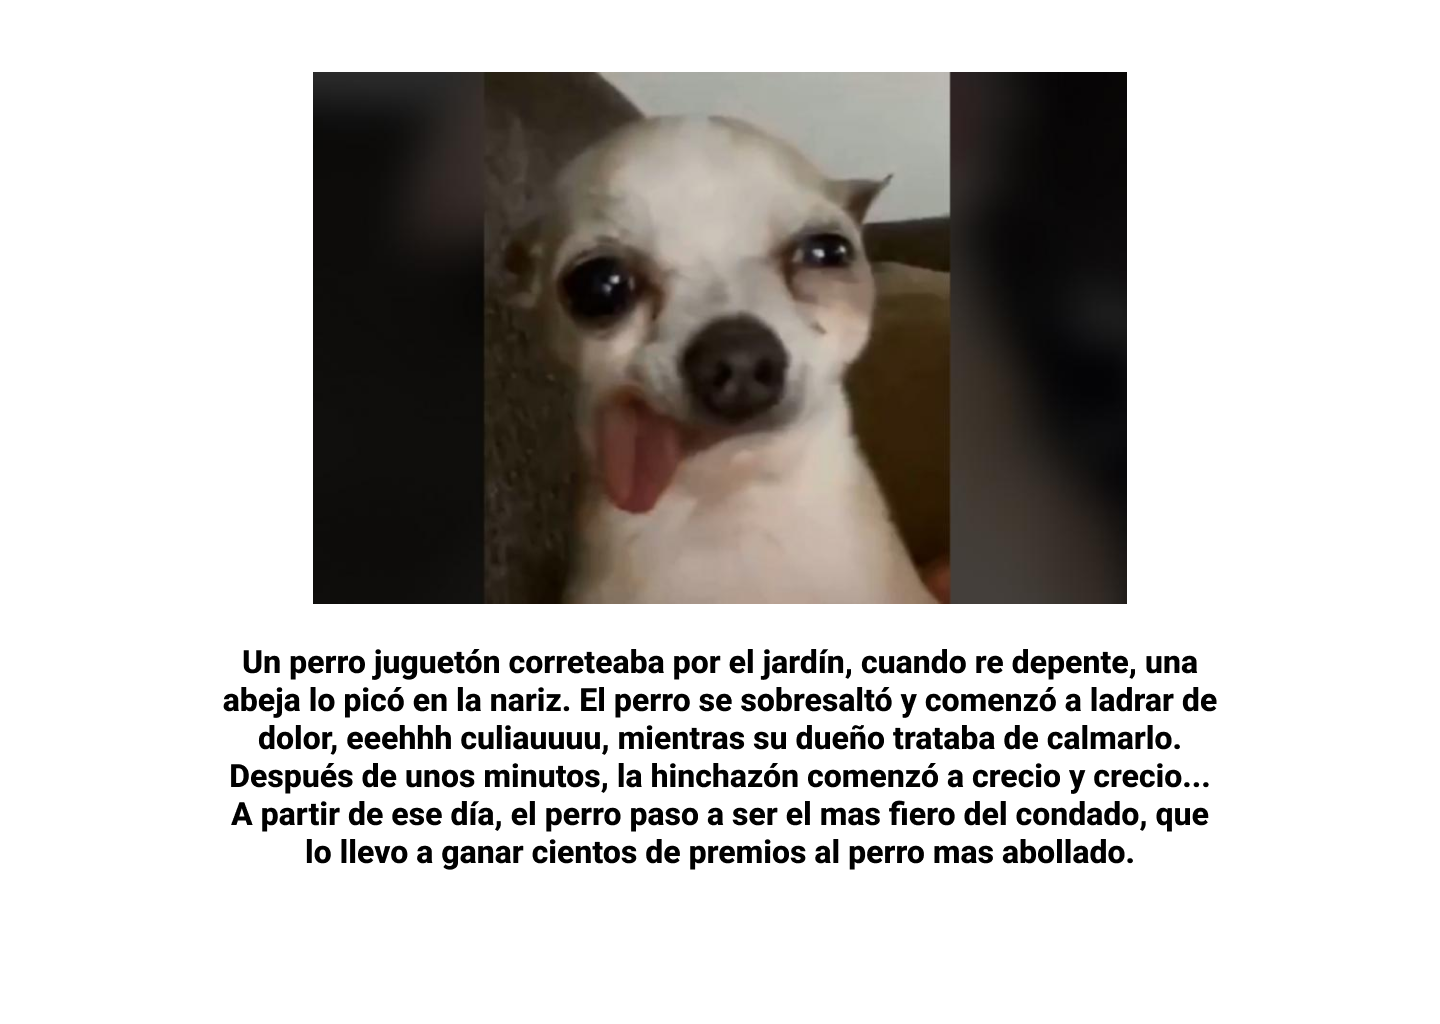 Un perro juguetón correteaba por el jardín, cuando re depente, una
abeja lo picó en la nariz. El perro se sobresaltó y comenzó a ladrar de
dolor, eeehhh culiauuuu, mientras su dueño trataba de calmarlo.
Después de unos minutos, la hinchazón comenzó a crecio y crecio...
A partir de ese día, el perro paso a ser el mas fiero del condado, que
lo llevo a ganar cientos de premios al perro mas abollado.